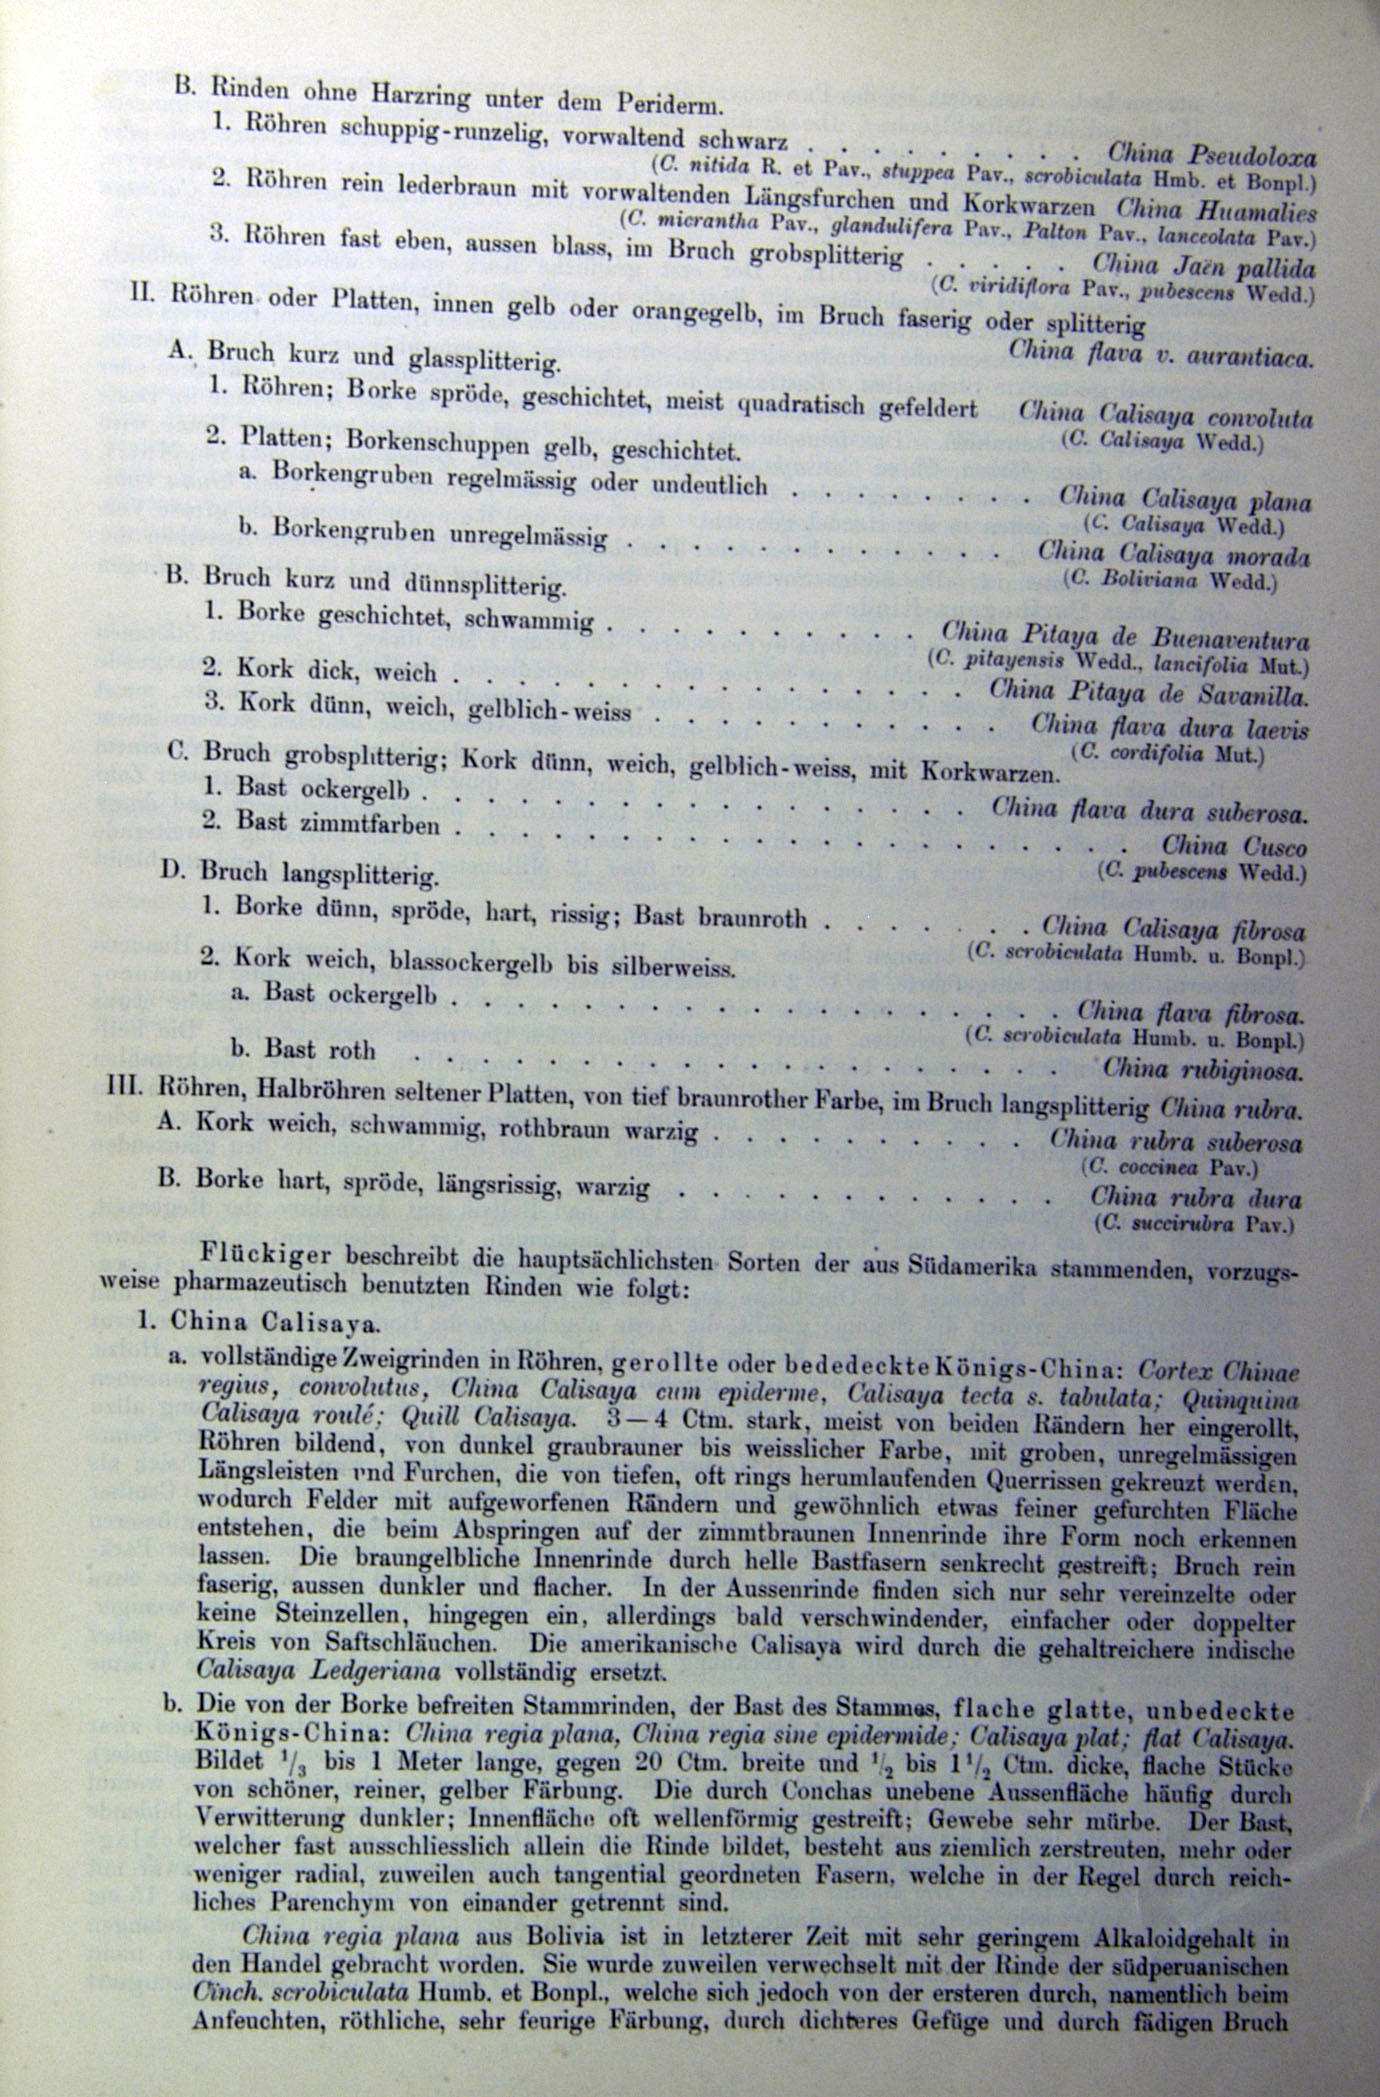 B. Rinden ohne Harzring unter dem Periderm.
1. Röhren schuppig-runzelig, vorwaltend schwarz . . . . . . . . . China Pseudoloxa
(C. nitida R. et Pav., stuppea Pav., scrobiculata Hmb. et Bonpl.)
2. Röhren rein lederbraun mit vorwaltenden Längsfurchen und Korkwarzen China Huamalies
(C. micrantha Pav., glandulifera Pav., Palton Pav., lanceolata Pav.)
3. Röhren fast eben, aussen blass, im Bruch grobsplitterig . . . . . China Jaën pallida
(C. viridiflora Pav., pubescens Wedd.)
II. Röhren oder Platten, innen gelb oder orangegelb, im Bruch faserig oder splitterig
China flava v. aurantiaca.
A. Bruch kurz und glassplitterig.
1. Röhren; Borke spröde, geschichtet, meist quadratisch gefeldert China Calisaya convoluta
(C. Calisaya Wedd.)
2. Platten; Borkenschuppen gelb, geschichtet.
a. Borkengruben regelmässig oder undeutlich . . . . . . . . China Calisaya plana
(C. Calisaya Wedd.)
b. Borkengruben unregelmässig . . . . . . . . . . . . China Calisaya morada
(C. Boliviana Wedd.)
B. Bruch kurz und dünnsplitterig.
1. Borke geschichtet, schwammig . . . . . . . . . . China Pitaya de Buenaventura
(C. pitayensis Wedd., lancifolia Mut.)
2. Kork dick, weich . . . . . . . . . . . . . . . . China Pitaya de Savanilla.
3. Kork dünn, weich, gelblich-weiss . . . . . . . . . . . China flava dura laevis
(C. cordifolia Mut.)
C. Bruch grobsplitterig; Kork dünn, weich, gelblich-weiss, mit Korkwarzen.
1. Bast ockergelb . . . . . . . . . . . . . . . . . China flava dura suberosa.
2. Bast zimmtfarben . . . . . . . . . . . . . . . . . . . . . China Cusco
(C. pubescens Wedd.)
D. Bruch langsplitterig.
1. Borke dünn, spröde, hart, rissig; Bast braunroth . . . . . . . China Calisaya fibrosa
(C. scrobiculata Humb. u. Bonpl.)
2. Kork weich, blassockergelb bis silberweiss.
a. Bast ockergelb . . . . . . . . . . . . . . . . . . . China flava fibrosa.
(C. scrobiculata Humb. u. Bonpl.)
b. Bast roth . . . . . . . . . . . . . . . . . . . . China rubiginosa.
III. Röhren, Halbröhren seltener Platten, von tief braunrother Farbe, im Bruch langsplitterig China rubra.
A. Kork weich, schwammig, rothbraun warzig . . . . . . . . . . China rubra suberosa
(C. coccinea Pav.)
B. Borke hart, spröde, längsrissig, warzig . . . . . . . . . . . . China rubra dura
(C. succirubra Pav.)
Flückiger beschreibt die hauptsächlichsten Sorten der aus Südamerika stammenden, vorzugs-
weise pharmazeutisch benutzten Rinden wie folgt:
1. China Calisaya.
a. vollständige Zweigrinden in Röhren, gerollte oder bededeckte Königs-China: Cortex Chinae
regius, convolutus, China Calisaya cum epiderme, Calisaya tecta s. tabulata; Quinquina
Calisaya roulé; Quill Calisaya. 3—4 Ctm. stark, meist von beiden Rändern her eingerollt,
Röhren bildend, von dunkel graubrauner bis weisslicher Farbe, mit groben, unregelmässigen
Längsleisten und Furchen, die von tiefen, oft rings herumlaufenden Querrissen gekreuzt werden,
wodurch Felder mit aufgeworfenen Rändern und gewöhnlich etwas feiner gefurchten Fläche
entstehen, die beim Abspringen auf der zimmtbraunen Innenrinde ihre Form noch erkennen
lassen. Die braungelbliche Innenrinde durch helle Bastfasern senkrecht gestreift; Bruch rein
faserig, aussen dunkler und flacher. In der Aussenrinde finden sich nur sehr vereinzelte oder
keine Steinzellen, hingegen ein, allerdings bald verschwindender, einfacher oder doppelter
Kreis von Saftschläuchen. Die amerikanische Calisaya wird durch die gehaltreichere indische
Calisaya Ledgeriana vollständig ersetzt.
b. Die von der Borke befreiten Stammrinden, der Bast des Stammes, flache glatte, unbedeckte
Königs-China: China regia plana, China regia sine epidermide; Calisaya plat; flat Calisaya.
Bildet 1/3 bis 1 Meter lange, gegen 20 Ctm. breite und 1/2 bis 1 1/2 Ctm. dicke, flache Stücke
von schöner, reiner, gelber Färbung. Die durch Conchas unebene Aussenfläche häufig durch
Verwitterung dunkler; Innenfläche oft wellenförmig gestreift; Gewebe sehr mürbe. Der Bast,
welcher fast ausschliesslich allein die Rinde bildet, besteht aus ziemlich zerstreuten, mehr oder
weniger radial, zuweilen auch tangential geordneten Fasern, welche in der Regel durch reich-
liches Parenchym von einander getrennt sind.
China regia plana aus Bolivia ist in letzterer Zeit mit sehr geringem Alkaloidgehalt in
den Handel gebracht worden. Sie wurde zuweilen verwechselt mit der Rinde der südperuanischen
Cinch. scrobiculata Humb. et Bonpl., welche sich jedoch von der ersteren durch, namentlich beim
Anfeuchten, röthliche, sehr feurige Färbung, durch dichteres Gefüge und durch fädigen Bruch